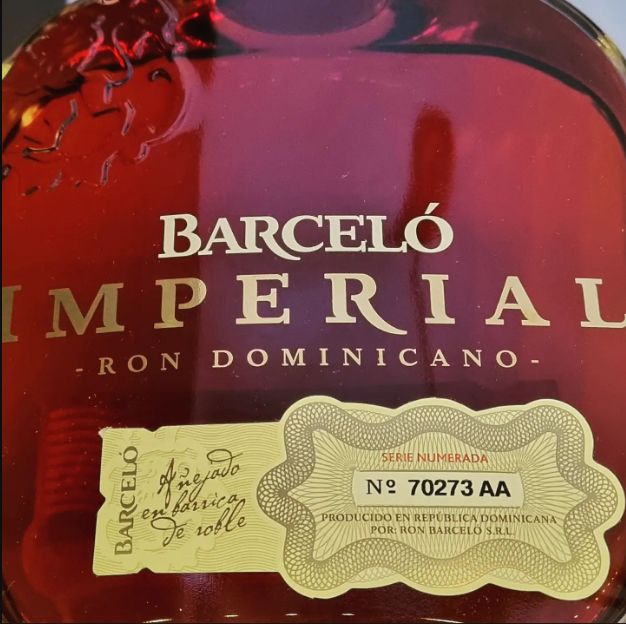 BARCELÓ
IMPERIAL
-RON DOMINICANO-
BARCELÓ
Añejado
en barrica
de roble
SERIE NUMERADA
Nº 70273 AA
PRODUCIDO EN REPÚBLICA DOMINICANA
POR: RON BARCELÓ S.R.L.